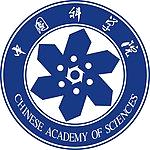 中国科学院
CHINESE ACADEMY OF SCIENCES